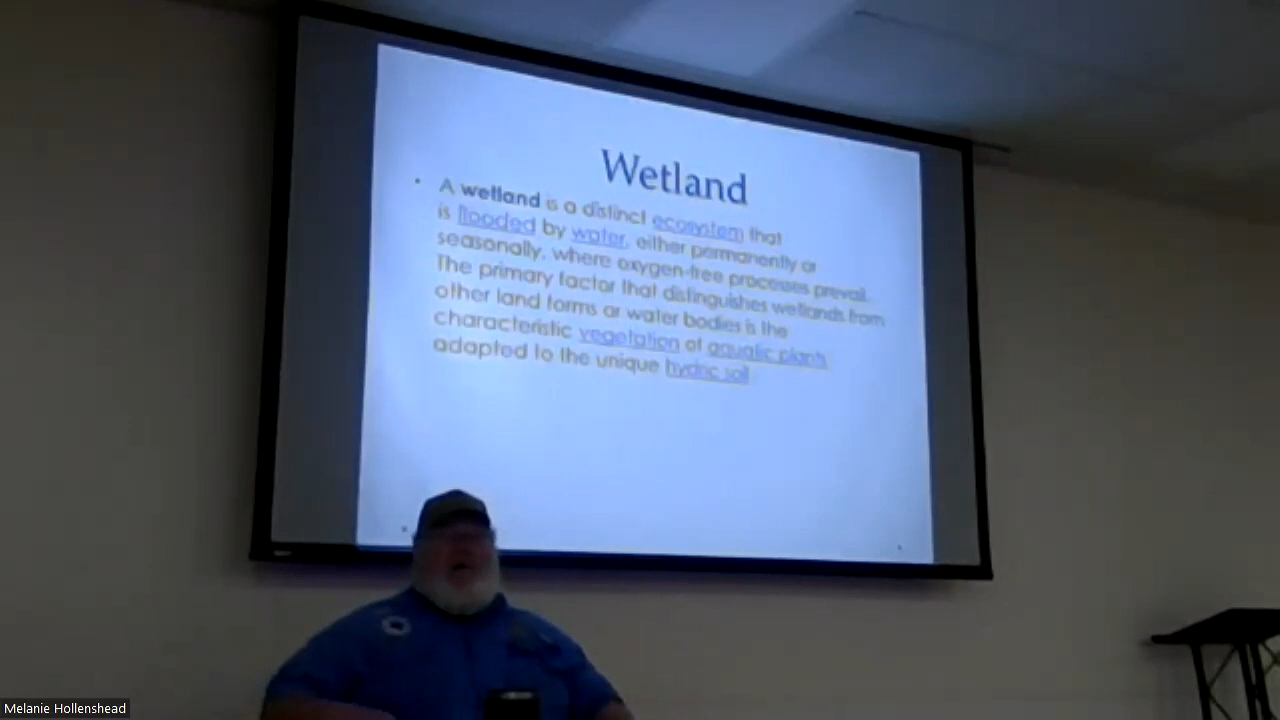 Wetland
• A wetland is a distinct ecosystem that
is flooded by water, either permanently or
seasonally, where oxygen-free processes prevail.
The primary factor that distinguishes wetlands from
other land forms or water bodies is the
characteristic vegetation of aquatic plants
adapted to the unique hydric soil
Melanie Hollenshead